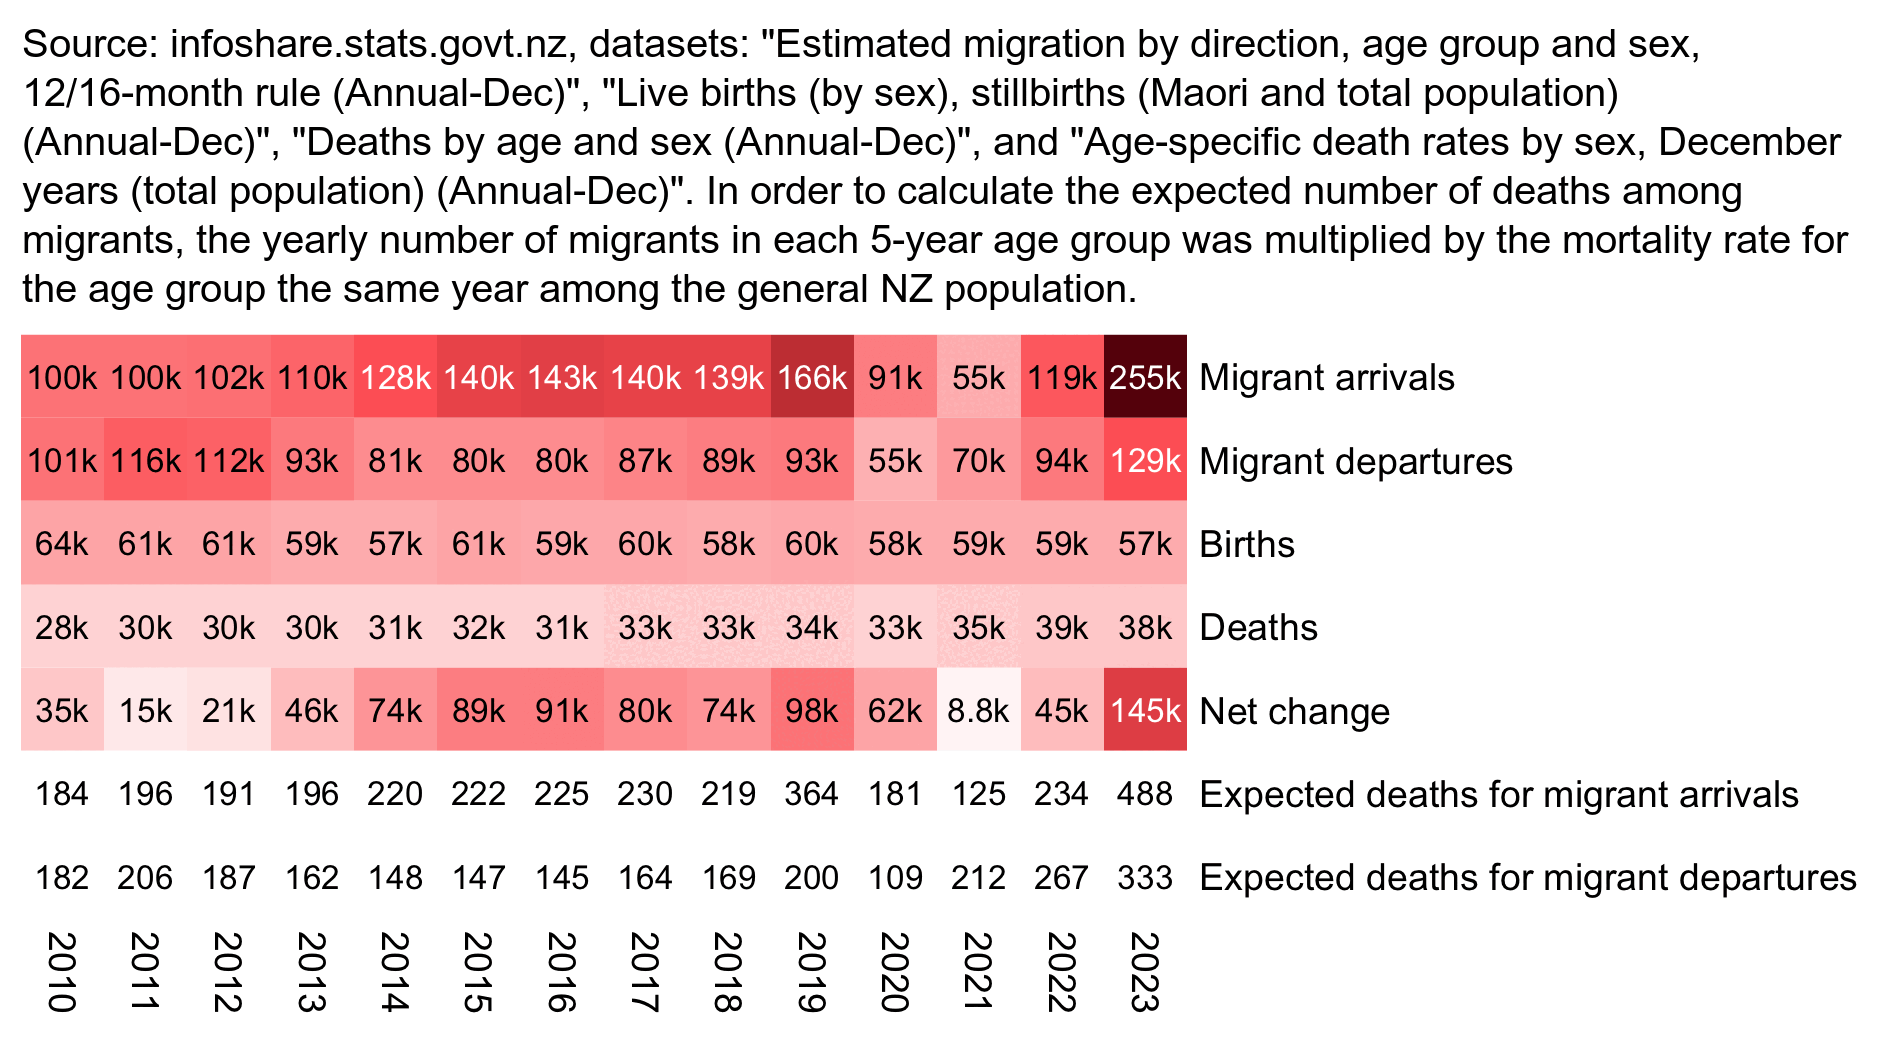 Source: infoshare.stats.govt.nz, datasets: "Estimated migration by direction, age group and sex,
12/16-month rule (Annual-Dec)", "Live births (by sex), stillbirths (Maori and total population)
(Annual-Dec)", "Deaths by age and sex (Annual-Dec)", and "Age-specific death rates by sex, December
years (total population) (Annual-Dec)". In order to calculate the expected number of deaths among
migrants, the yearly number of migrants in each 5-year age group was multiplied by the mortality rate for
the age group the same year among the general NZ population.
100k 100k 102k 110k 128k 140k 143k 140k 139k 166k 91k 55k 119k 255k Migrant arrivals
101k 116k 112k 93k 81k 80k 80k 87k 89k 93k 55k 70k 94k 129k Migrant departures
64k 61k 61k 59k 57k 61k 59k 60k 58k 60k 58k 59k 59k 57k Births
28k 30k 30k 30k 31k 32k 31k 33k 33k 34k 33k 35k 39k 38k Deaths
35k 15k 21k 46k 74k 89k 91k 80k 74k 98k 62k 8.8k 45k 145k Net change
184 196 191 196 220 222 225 230 219 364 181 125 234 488 Expected deaths for migrant arrivals
182 206 187 162 148 147 145 164 169 200 109 212 267 333 Expected deaths for migrant departures
2010 2011 2012 2013 2014 2015 2016 2017 2018 2019 2020 2021 2022 2023